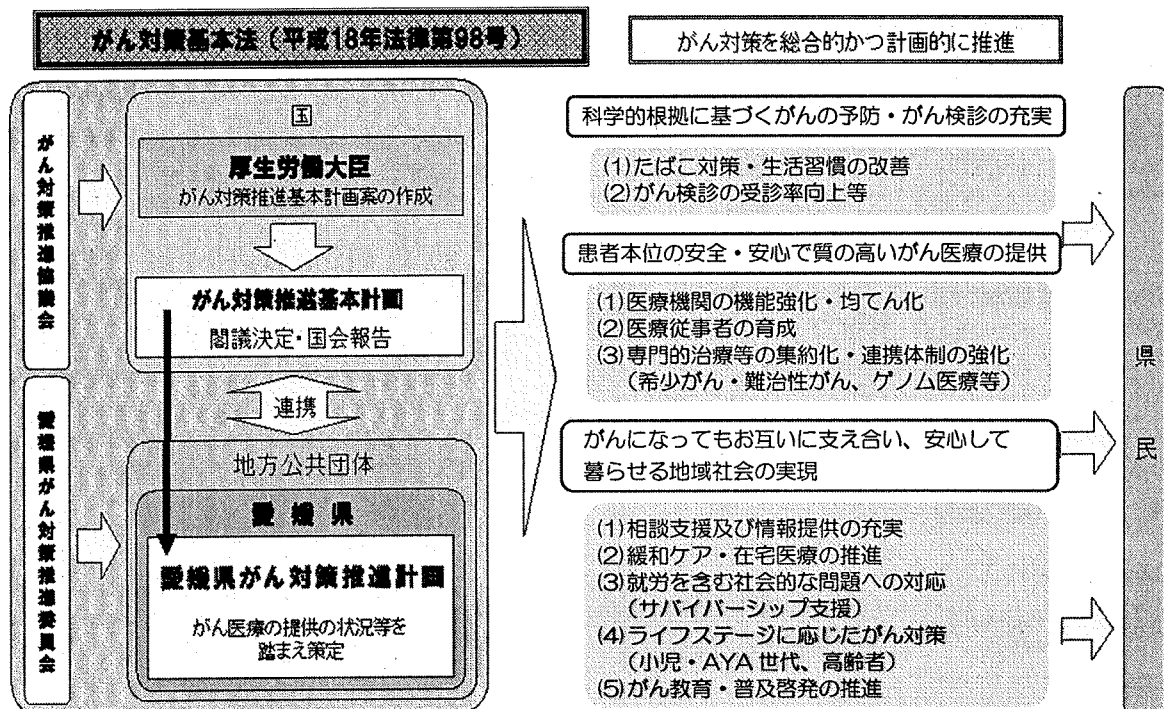 がん対策基本法（平成18年法律第98号）
がん対策を総合的かつ計画的に推進
がん対策推進協議会
国
厚生労働大臣
がん対策推進基本計画案の作成
がん対策推進基本計画
閣議決定・国会報告
連携
愛媛県がん対策推進委員会
地方公共団体
愛媛県
愛媛県がん対策推進計画
がん医療の提供の状況等を
踏まえ策定
科学的根拠に基づくがんの予防・がん検診の充実
(1)たばこ対策・生活習慣の改善
(2)がん検診の受診率向上等
患者本位の安全・安心で質の高いがん医療の提供
(1)医療機関の機能強化・均てん化
(2)医療従事者の育成
(3)専門的治療等の集約化・連携体制の強化
（希少がん・難治性がん、ゲノム医療等）
がんになってもお互いに支え合い、安心して
暮らせる地域社会の実現
(1)相談支援及び情報提供の充実
(2)緩和ケア・在宅医療の推進
(3)就労を含む社会的な問題への対応
（サバイバーシップ支援）
(4)ライフステージに応じたがん対策
（小児・AYA世代、高齢者）
(5)がん教育・普及啓発の推進
県民